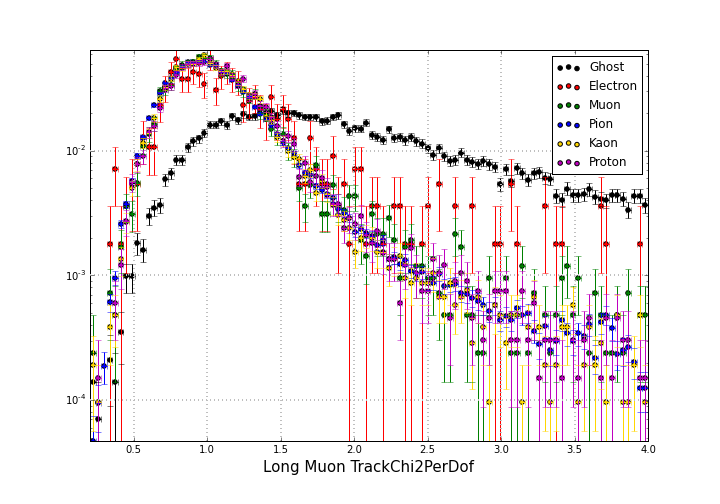 Ghost
Electron
Muon
Pion
Kaon
Proton
10^-2
10^-3
10^-4
0.5 1.0 1.5 2.0 2.5 3.0 3.5 4.0
Long Muon TrackChi2PerDof